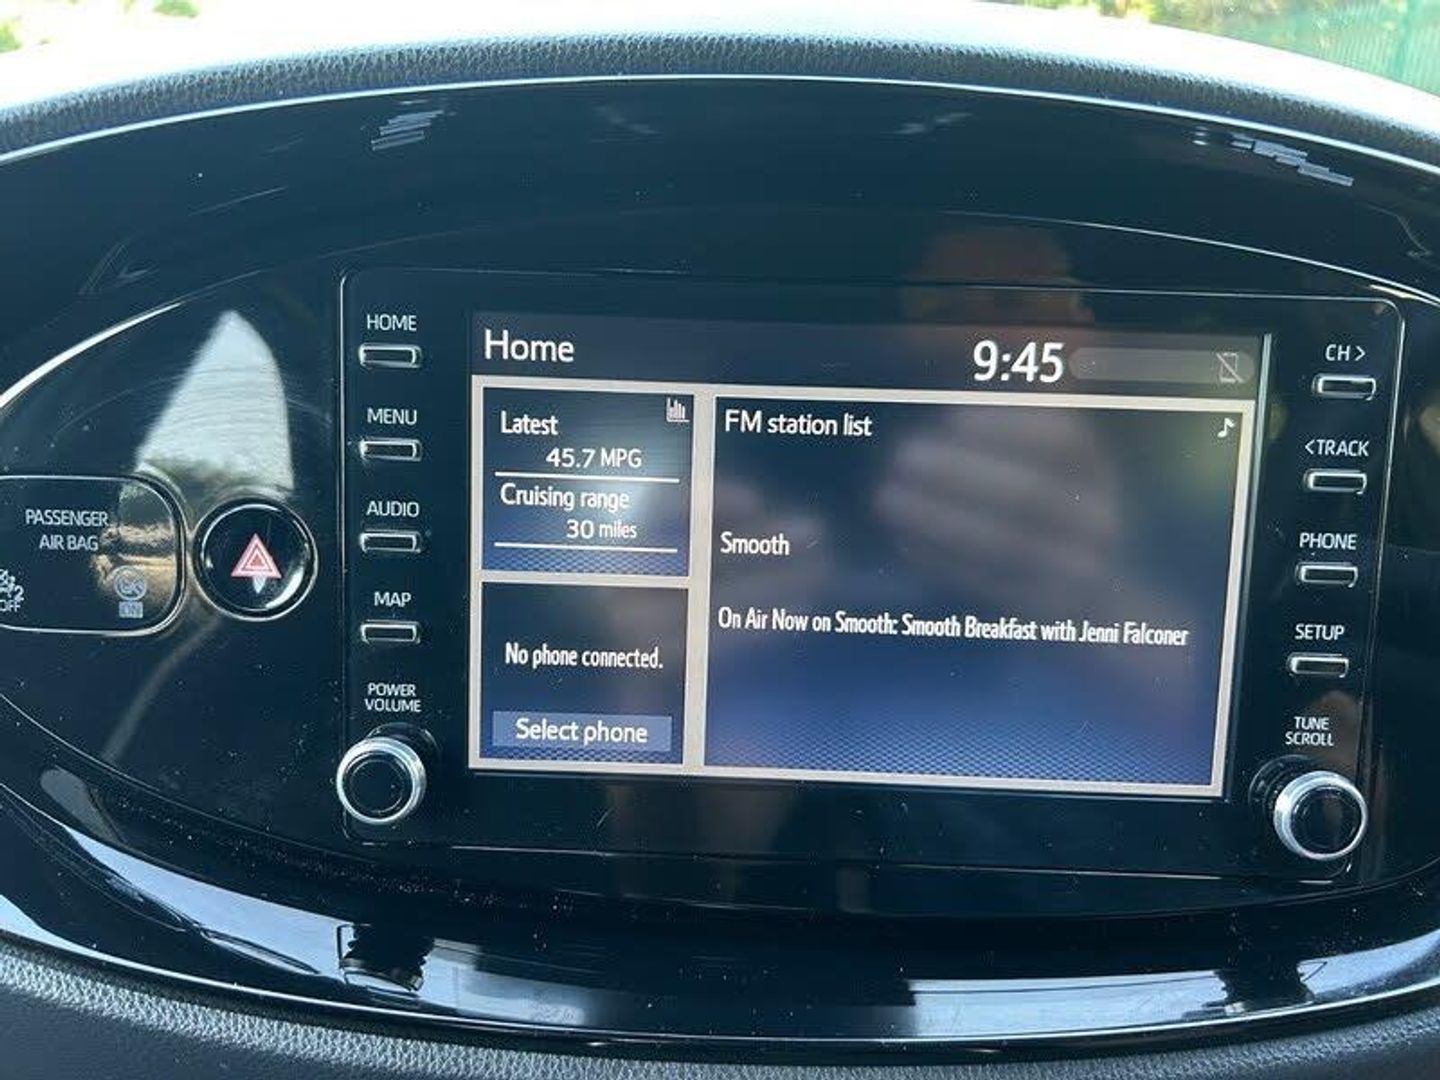 HOME
MENU
AUDIO
MAP
POWER
VOLUME
PASSENGER
AIR BAG
2
OFF
ON
Home
9:45
Latest
45.7 MPG
Cruising range
30 miles
No phone connected.
Select phone
FM station list
Smooth
On Air Now on Smooth: Smooth Breakfast with Jenni Falconer
CH >
< TRACK
PHONE
SETUP
TUNE
SCROLL